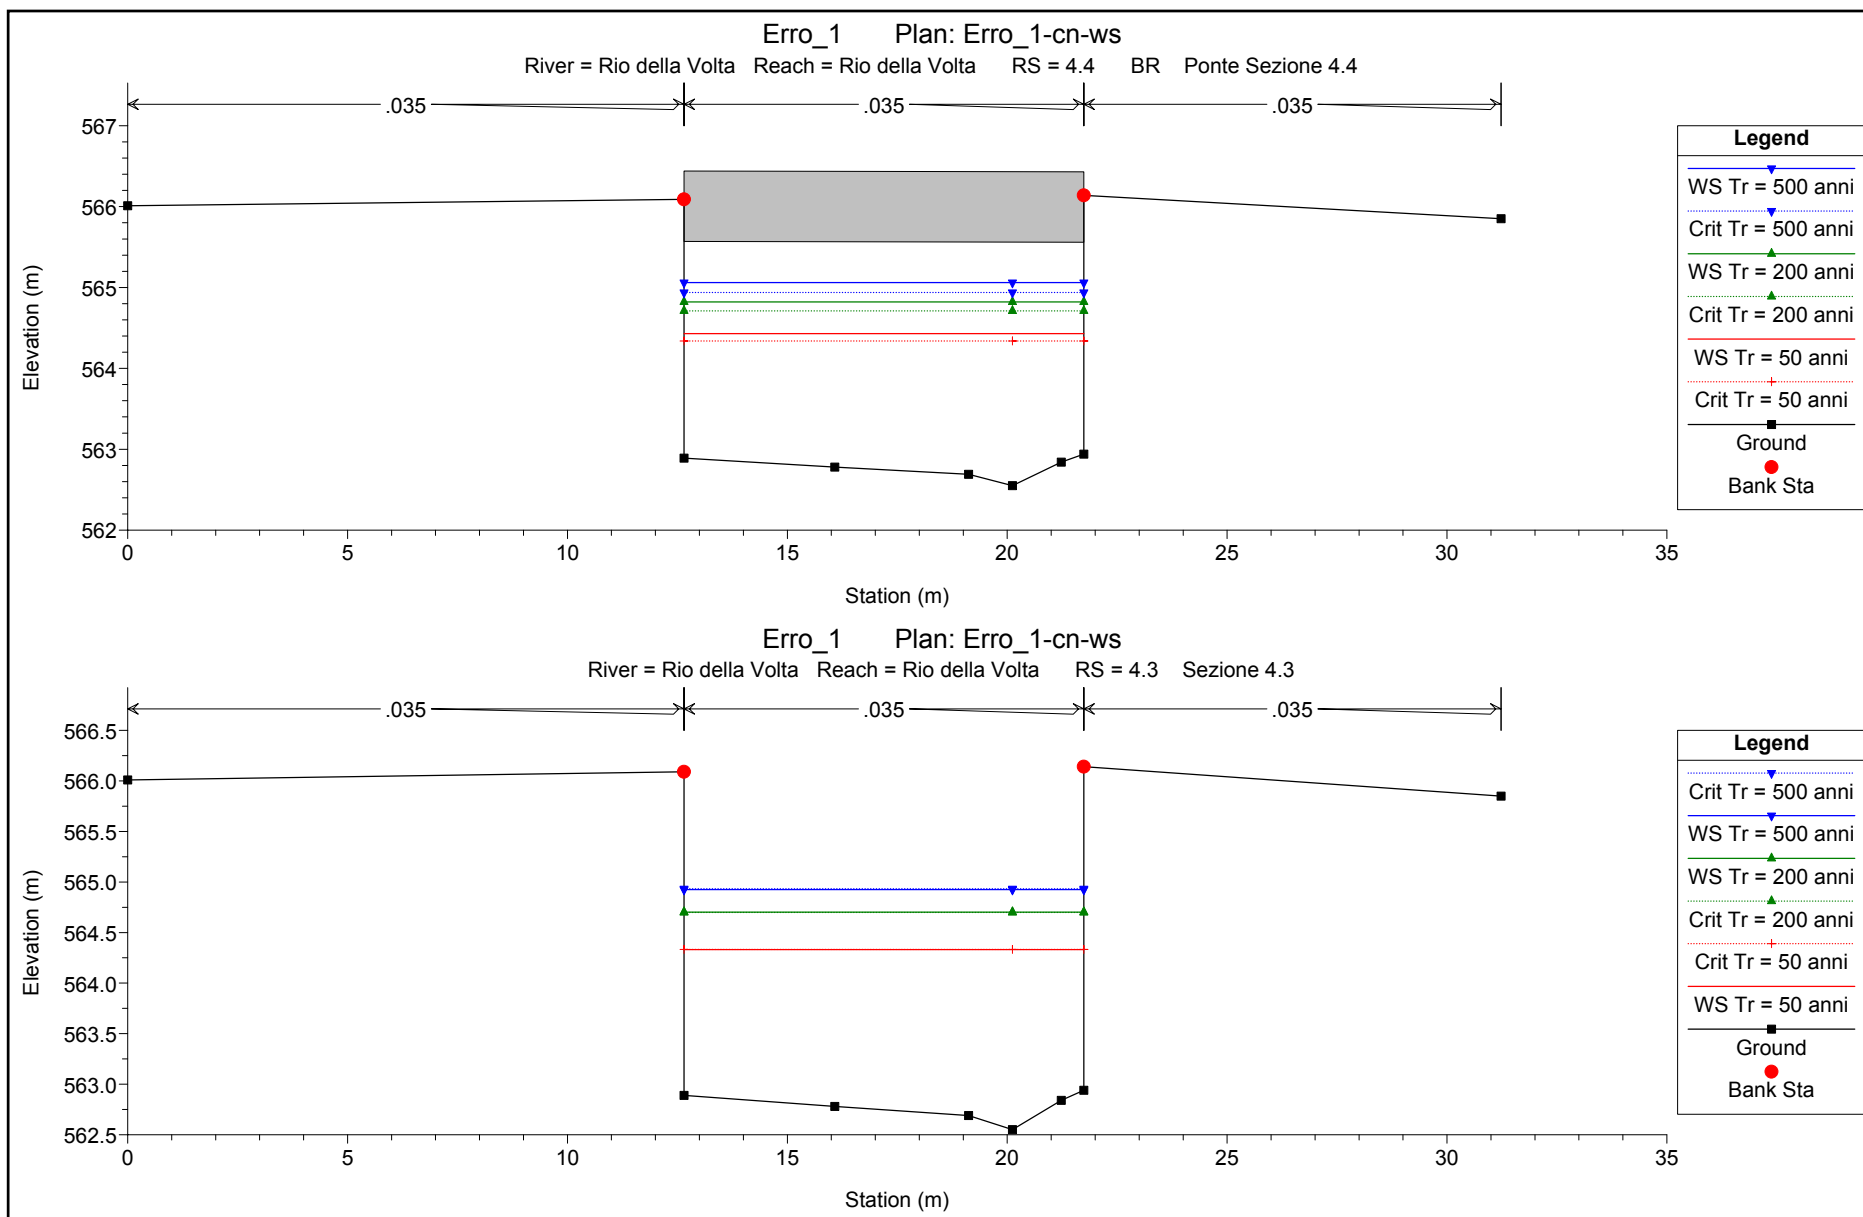 Erro_1 Plan: Erro_1-cn-ws
River = Rio della Volta Reach = Rio della Volta RS = 4.4 BR Ponte Sezione 4.4
.035 .035 .035
567
566
565
564
563
562
Elevation (m)
0 5 10 15 20 25 30 35
Station (m)
Legend
WS Tr = 500 anni
Crit Tr = 500 anni
WS Tr = 200 anni
Crit Tr = 200 anni
WS Tr = 50 anni
Crit Tr = 50 anni
Ground
Bank Sta
Erro_1 Plan: Erro_1-cn-ws
River = Rio della Volta Reach = Rio della Volta RS = 4.3 Sezione 4.3
.035 .035 .035
566.5
566.0
565.5
565.0
564.5
564.0
563.5
563.0
562.5
Elevation (m)
0 5 10 15 20 25 30 35
Station (m)
Legend
Crit Tr = 500 anni
WS Tr = 500 anni
WS Tr = 200 anni
Crit Tr = 200 anni
Crit Tr = 50 anni
WS Tr = 50 anni
Ground
Bank Sta